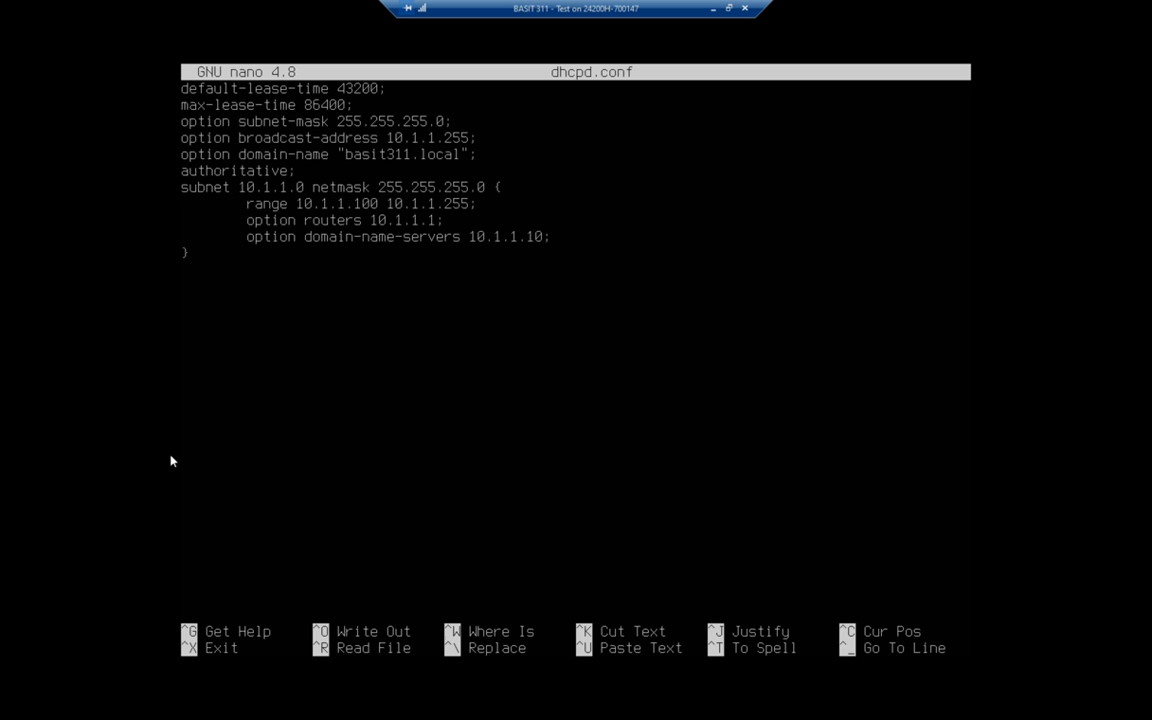 BASIT 311 - Test on 24200H-700147
GNU nano 4.8 dhcpd.conf
default-lease-time 43200;
max-lease-time 86400;
option subnet-mask 255.255.255.0;
option broadcast-address 10.1.1.255;
option domain-name "basit311.local";
authoritative;
subnet 10.1.1.0 netmask 255.255.255.0 {
        range 10.1.1.100 10.1.1.255;
        option routers 10.1.1.1;
        option domain-name-servers 10.1.1.10;
}
^G Get Help ^O Write Out ^W Where Is ^K Cut Text ^J Justify ^C Cur Pos
^X Exit ^R Read File ^\ Replace ^U Paste Text ^T To Spell ^_ Go To Line